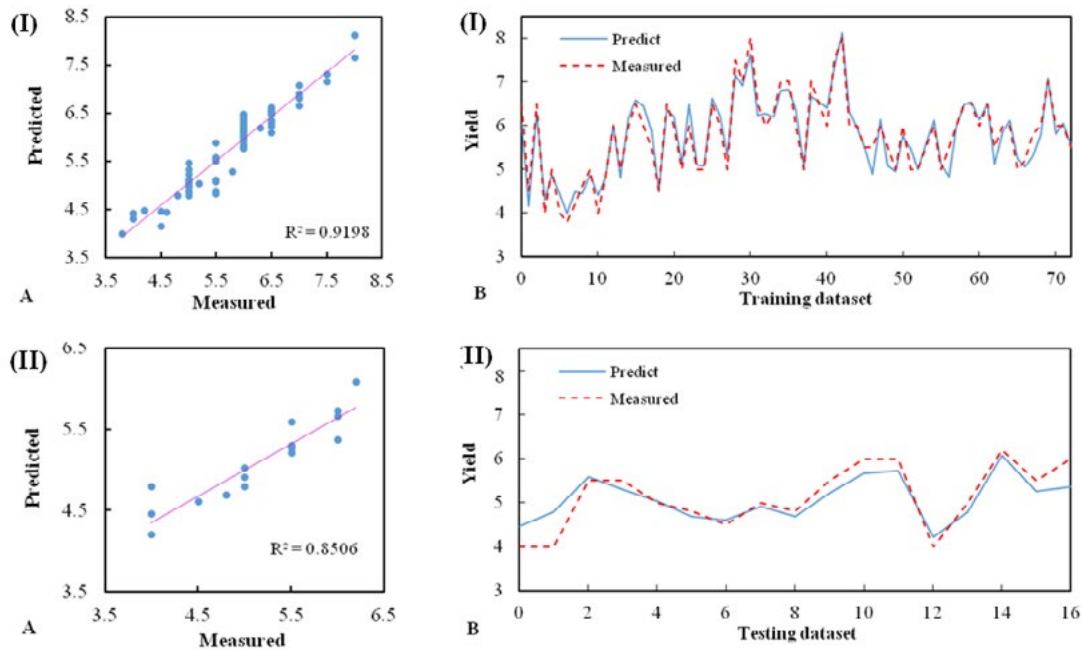 (I)
8.5
7.5
6.5
5.5
4.5
3.5
Predicted
R² = 0.9198
3.5 4.5 5.5 6.5 7.5 8.5
A
Measured
(I)
8
7
6
5
4
3
Yield
Predict
Measured
0 10 20 30 40 50 60 70
B
Training dataset
(II)
6.5
5.5
4.5
3.5
Predicted
R² = 0.8506
3.5 4.5 5.5 6.5
A
Measured
II)
8
7
6
5
4
3
Yield
Predict
Measured
0 2 4 6 8 10 12 14 16
B
Testing dataset